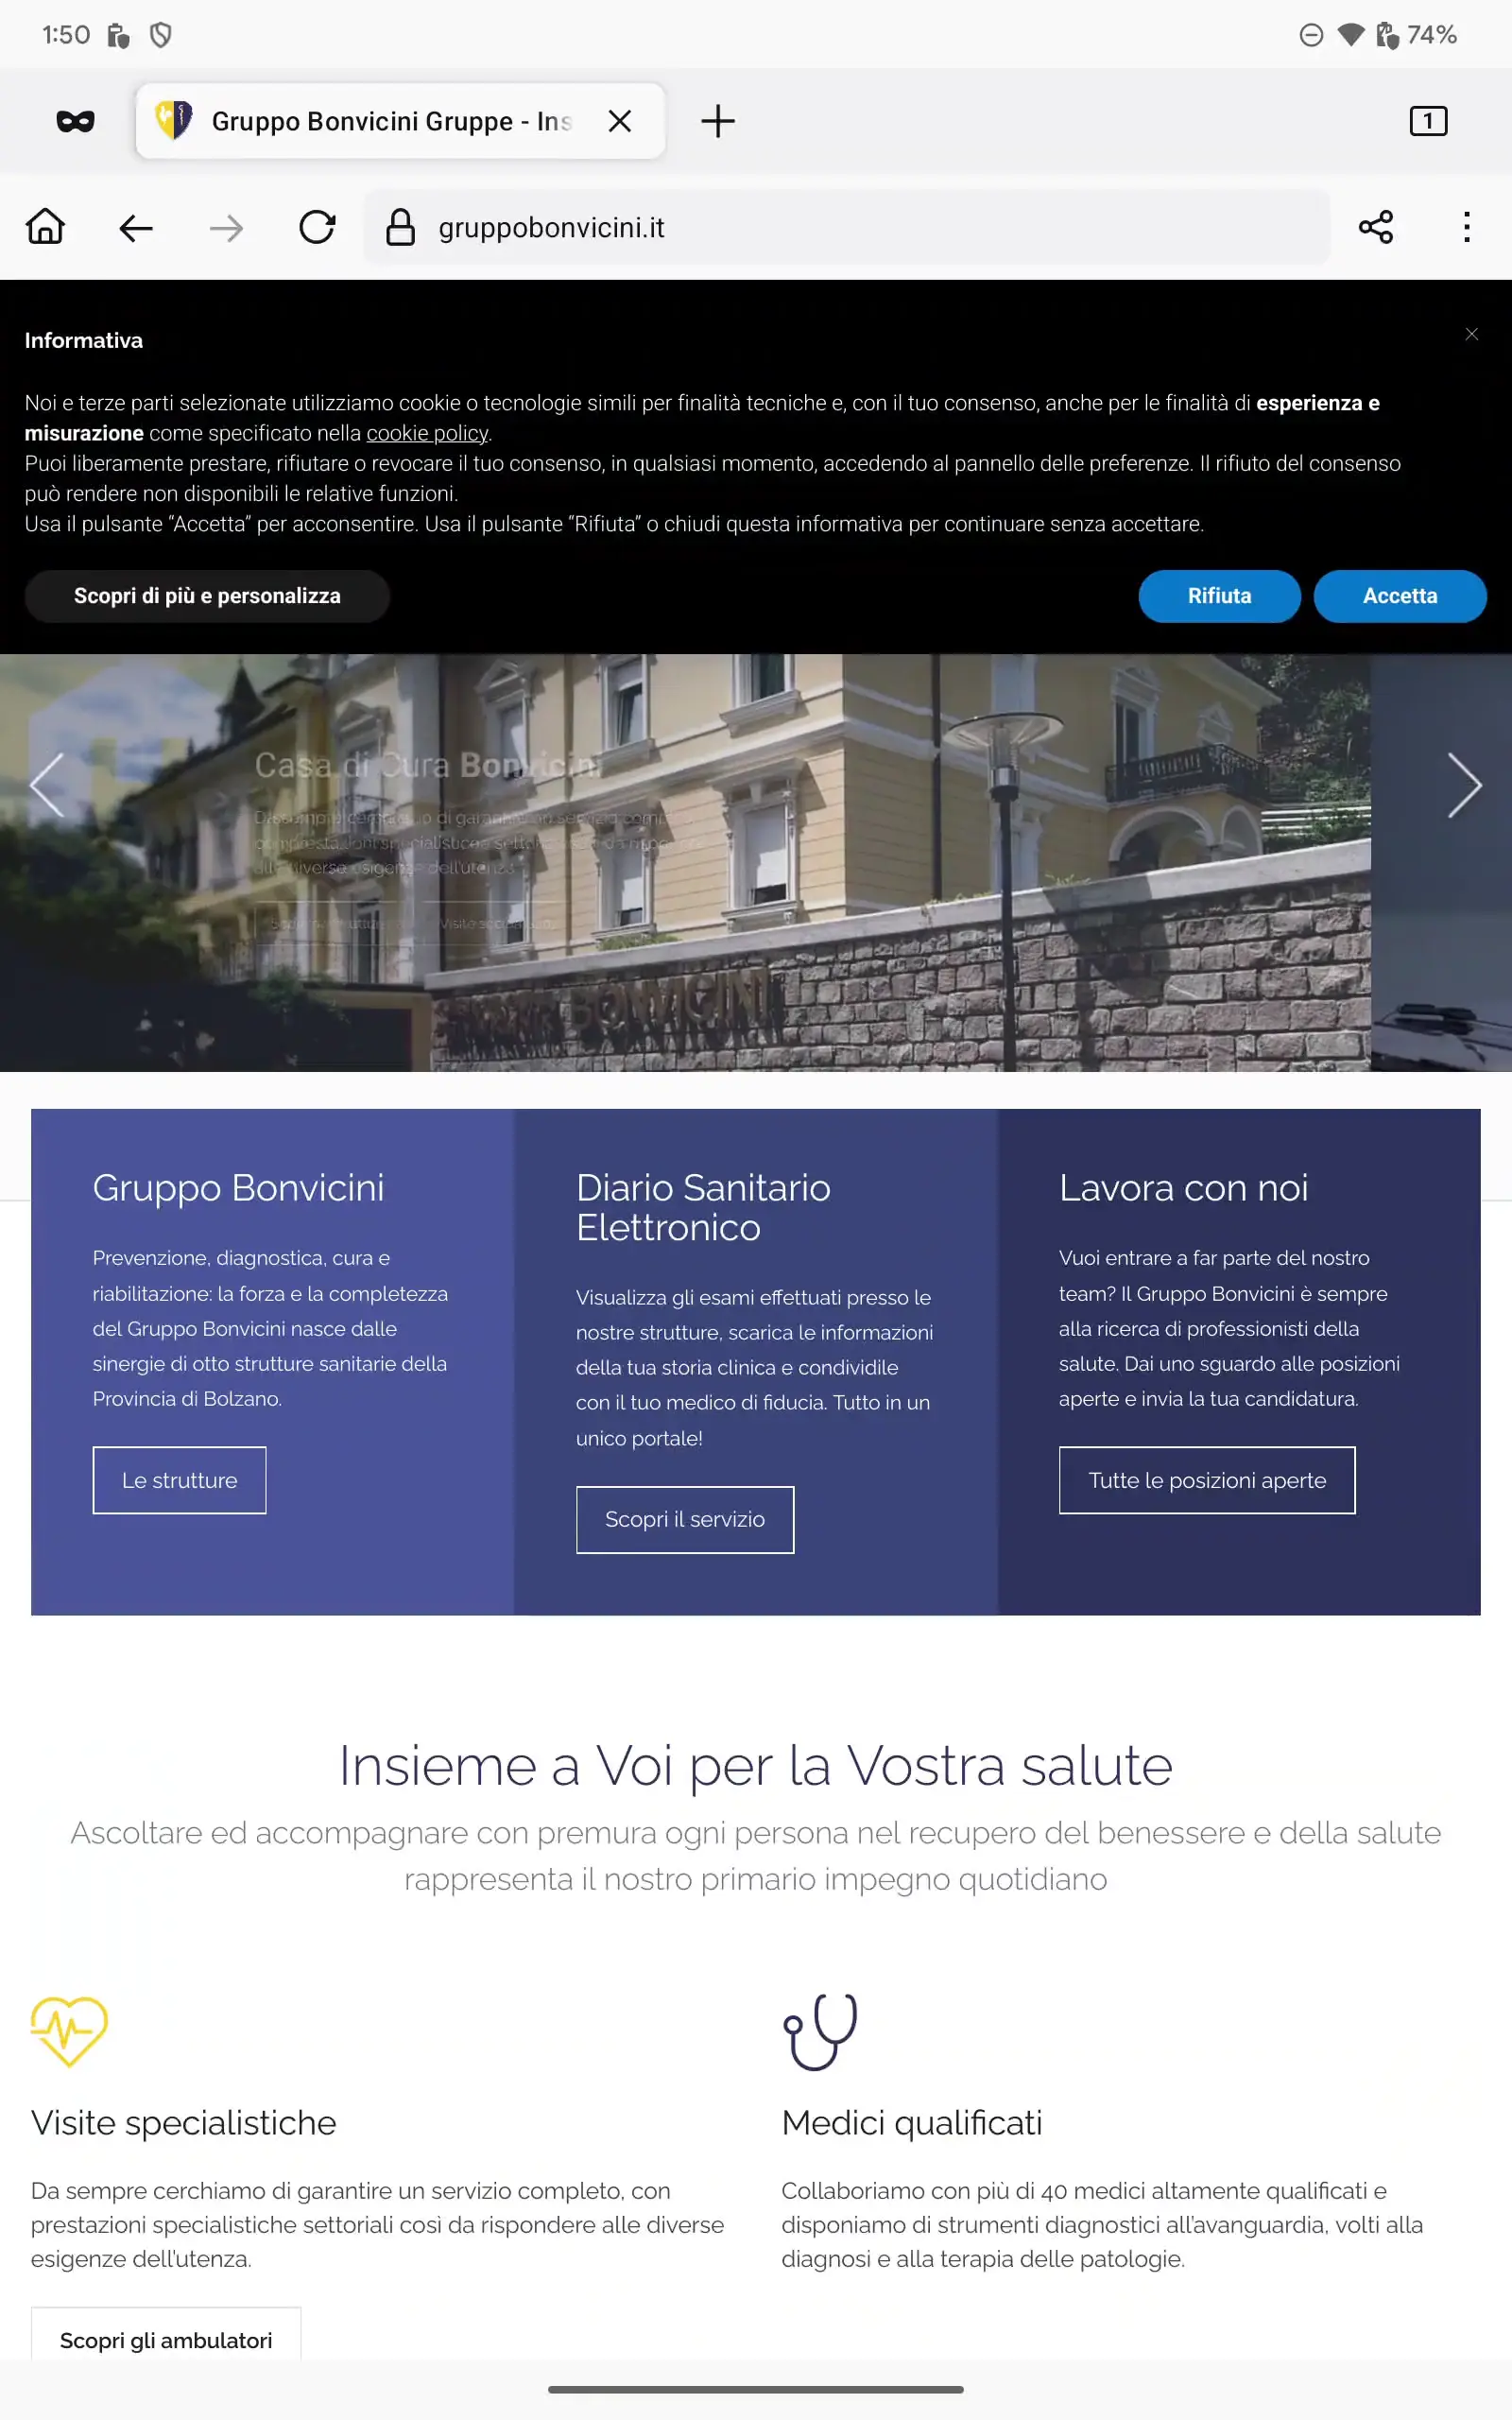 1:50
74%
Gruppo Bonvicini Gruppe - Ins
1
gruppobonvicini.it
Informativa
Noi e terze parti selezionate utilizziamo cookie o tecnologie simili per finalità tecniche e, con il tuo consenso, anche per le finalità di esperienza e
misurazione come specificato nella cookie policy.
Puoi liberamente prestare, rifiutare o revocare il tuo consenso, in qualsiasi momento, accedendo al pannello delle preferenze. Il rifiuto del consenso
può rendere non disponibili le relative funzioni.
Usa il pulsante “Accetta” per acconsentire. Usa il pulsante “Rifiuta” o chiudi questa informativa per continuare senza accettare.
Scopri di più e personalizza
Rifiuta
Accetta
Casa di Cura Bonvicini
di garantire un servizio
prestazioni specialistiche
diverse esigenze dell'utenza.
BONVICINI
Gruppo Bonvicini
Prevenzione, diagnostica, cura e
riabilitazione: la forza e la completezza
del Gruppo Bonvicini nasce dalle
sinergie di otto strutture sanitarie della
Provincia di Bolzano.
Le strutture
Diario Sanitario
Elettronico
Visualizza gli esami effettuati presso le
nostre strutture, scarica le informazioni
della tua storia clinica e condividile
con il tuo medico di fiducia. Tutto in un
unico portale!
Scopri il servizio
Lavora con noi
Vuoi entrare a far parte del nostro
team? Il Gruppo Bonvicini è sempre
alla ricerca di professionisti della
salute. Dai uno sguardo alle posizioni
aperte e invia la tua candidatura.
Tutte le posizioni aperte
Insieme a Voi per la Vostra salute
Ascoltare ed accompagnare con premura ogni persona nel recupero del benessere e della salute
rappresenta il nostro primario impegno quotidiano
Visite specialistiche
Da sempre cerchiamo di garantire un servizio completo, con
prestazioni specialistiche settoriali così da rispondere alle diverse
esigenze dell'utenza.
Scopri gli ambulatori
Medici qualificati
Collaboriamo con più di 40 medici altamente qualificati e
disponiamo di strumenti diagnostici all'avanguardia, volti alla
diagnosi e alla terapia delle patologie.